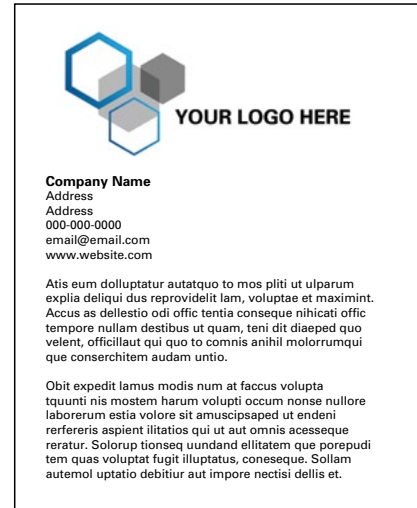 YOUR LOGO HERE
Company Name
Address
Address
000-000-0000
email@email.com
www.website.com
Atis eum dolluptatur autatquo to mos pliti ut ulparum
explia deliqui dus reprovidelit lam, voluptae et maximint.
Accus as dellestio odi offic tentia conseque nihicati offic
tempore nullam destibus ut quam, teni dit diaeped quo
velent, officillaut qui quo to comnis anihil molorrumqui
que conserchitem audam untio.
Obit expedit lamus modis num at faccus volupta
tquunti nis mostem harum volupti occum nonse nullore
laborerum estia volore sit amuscipsaped ut endeni
rerfereris aspient ilitatios qui ut aut omnis acesseque
reratur. Solorup tionseq uundand ellitatem que porepudi
tem quas voluptat fugit illuptatus, coneseque. Sollam
autemol uptatio debitiur aut impore nectisi dellis et.